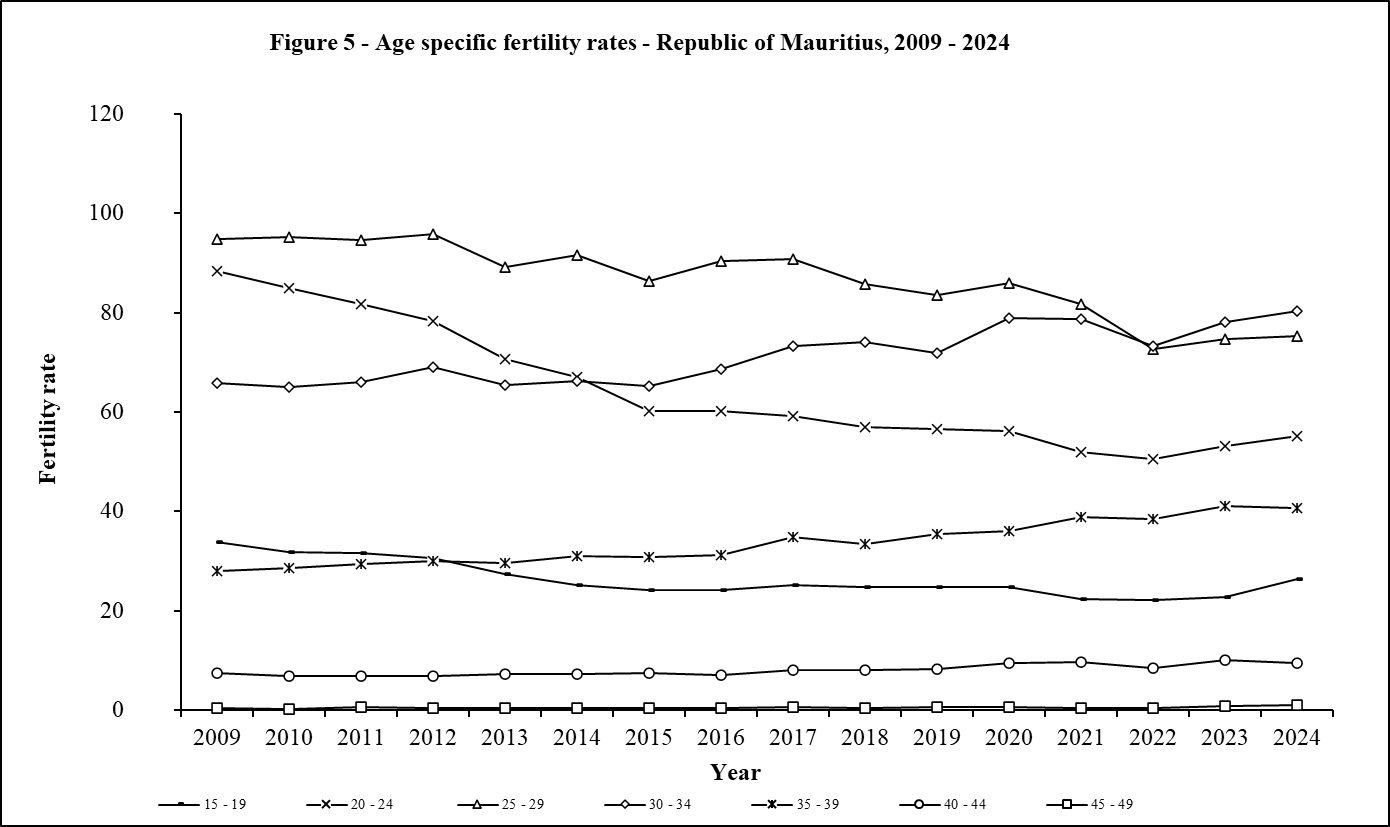 Figure 5 - Age specific fertility rates - Republic of Mauritius, 2009 - 2024
120
100
80
60
40
20
0
Fertility rate
2009 2010 2011 2012 2013 2014 2015 2016 2017 2018 2019 2020 2021 2022 2023 2024
Year
15 - 19 20 - 24 25 - 29 30 - 34 35 - 39 40 - 44 45 - 49